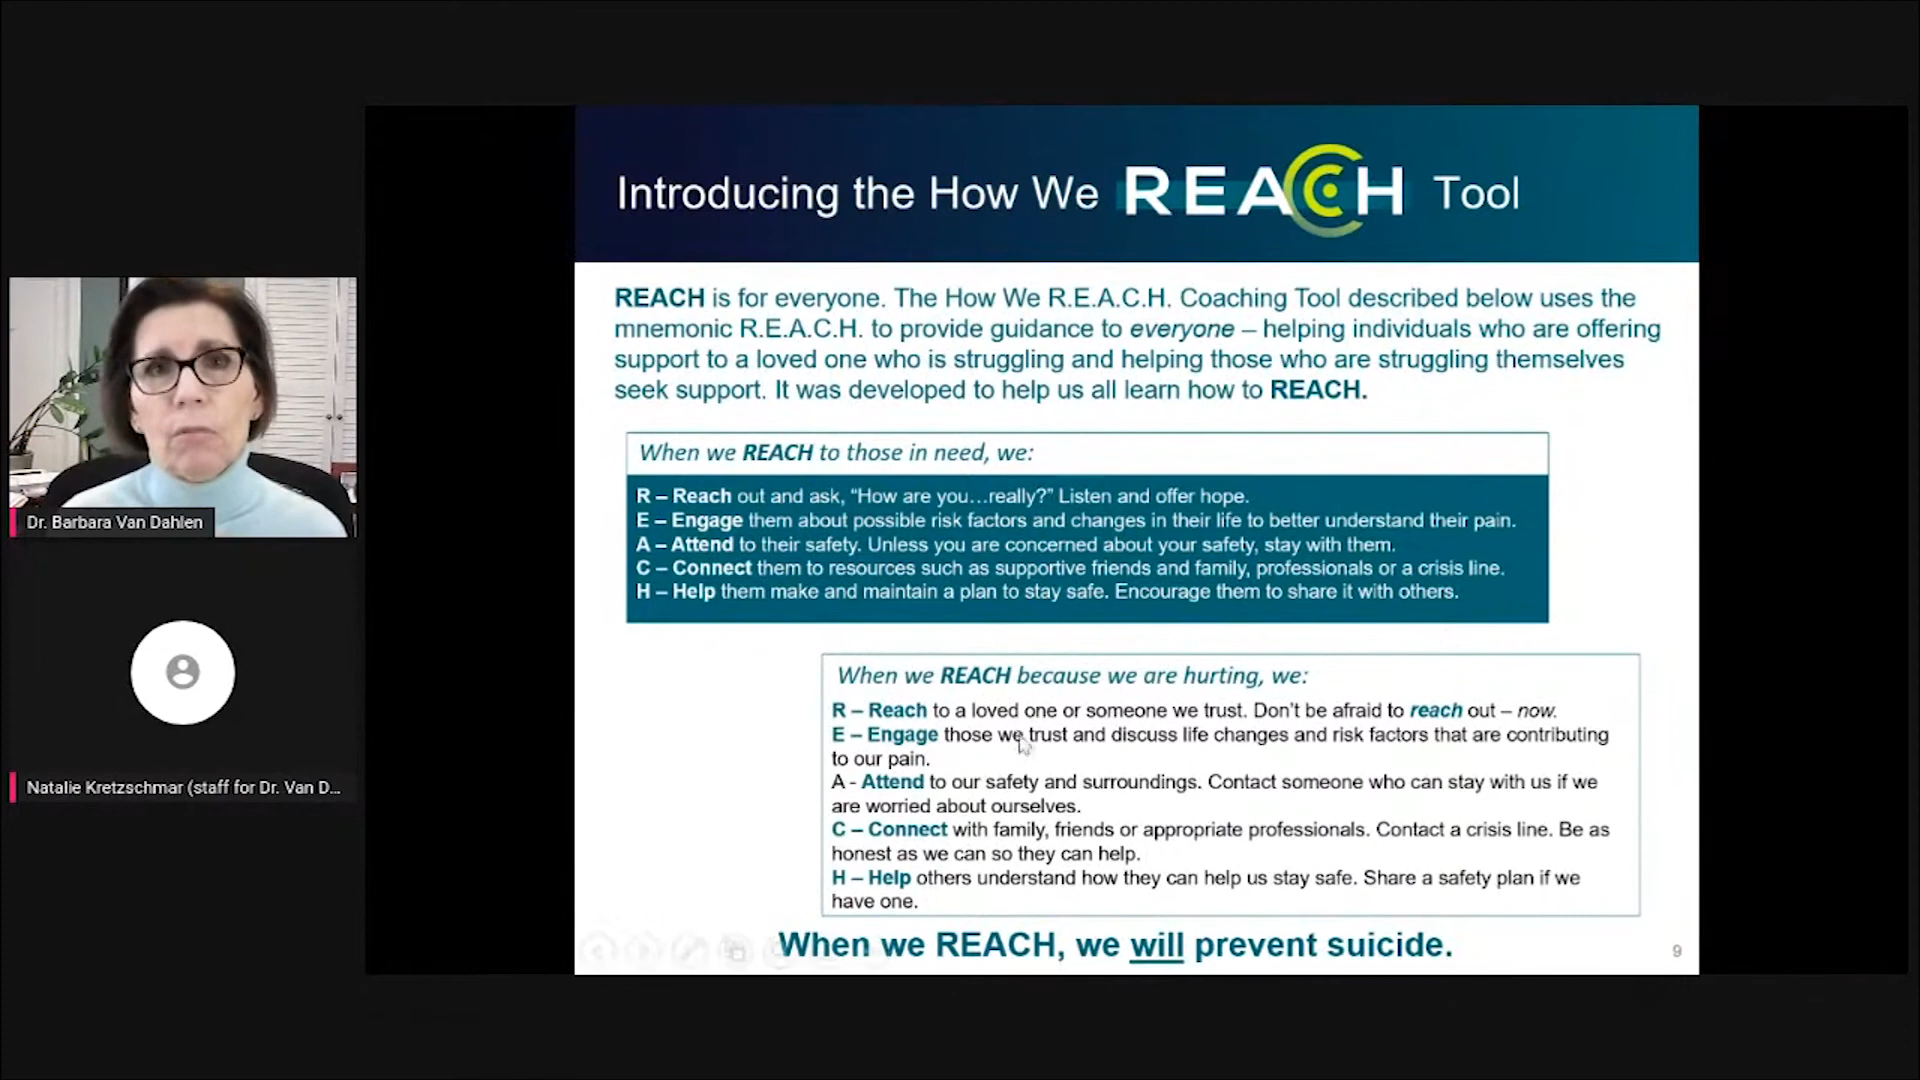 Introducing the How We REACH Tool
REACH is for everyone. The How We R.E.A.C.H. Coaching Tool described below uses the
mnemonic R.E.A.C.H. to provide guidance to everyone – helping individuals who are offering
support to a loved one who is struggling and helping those who are struggling themselves
seek support. It was developed to help us all learn how to REACH.
When we REACH to those in need, we:
R – Reach out and ask, “How are you…really?” Listen and offer hope.
E – Engage them about possible risk factors and changes in their life to better understand their pain.
A – Attend to their safety. Unless you are concerned about your safety, stay with them.
C – Connect them to resources such as supportive friends and family, professionals or a crisis line.
H – Help them make and maintain a plan to stay safe. Encourage them to share it with others.
When we REACH because we are hurting, we:
R – Reach to a loved one or someone we trust. Don’t be afraid to reach out – now.
E – Engage those we trust and discuss life changes and risk factors that are contributing
to our pain.
A - Attend to our safety and surroundings. Contact someone who can stay with us if we
are worried about ourselves.
C – Connect with family, friends or appropriate professionals. Contact a crisis line. Be as
honest as we can so they can help.
H – Help others understand how they can help us stay safe. Share a safety plan if we
have one.
When we REACH, we will prevent suicide.
9
Dr. Barbara Van Dahlen
Natalie Kretzschmar (staff for Dr. Van D...